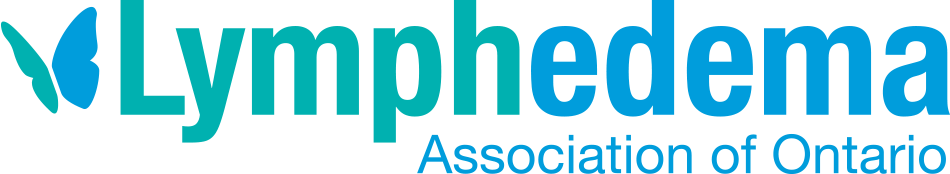 Lymphedema
Association of Ontario